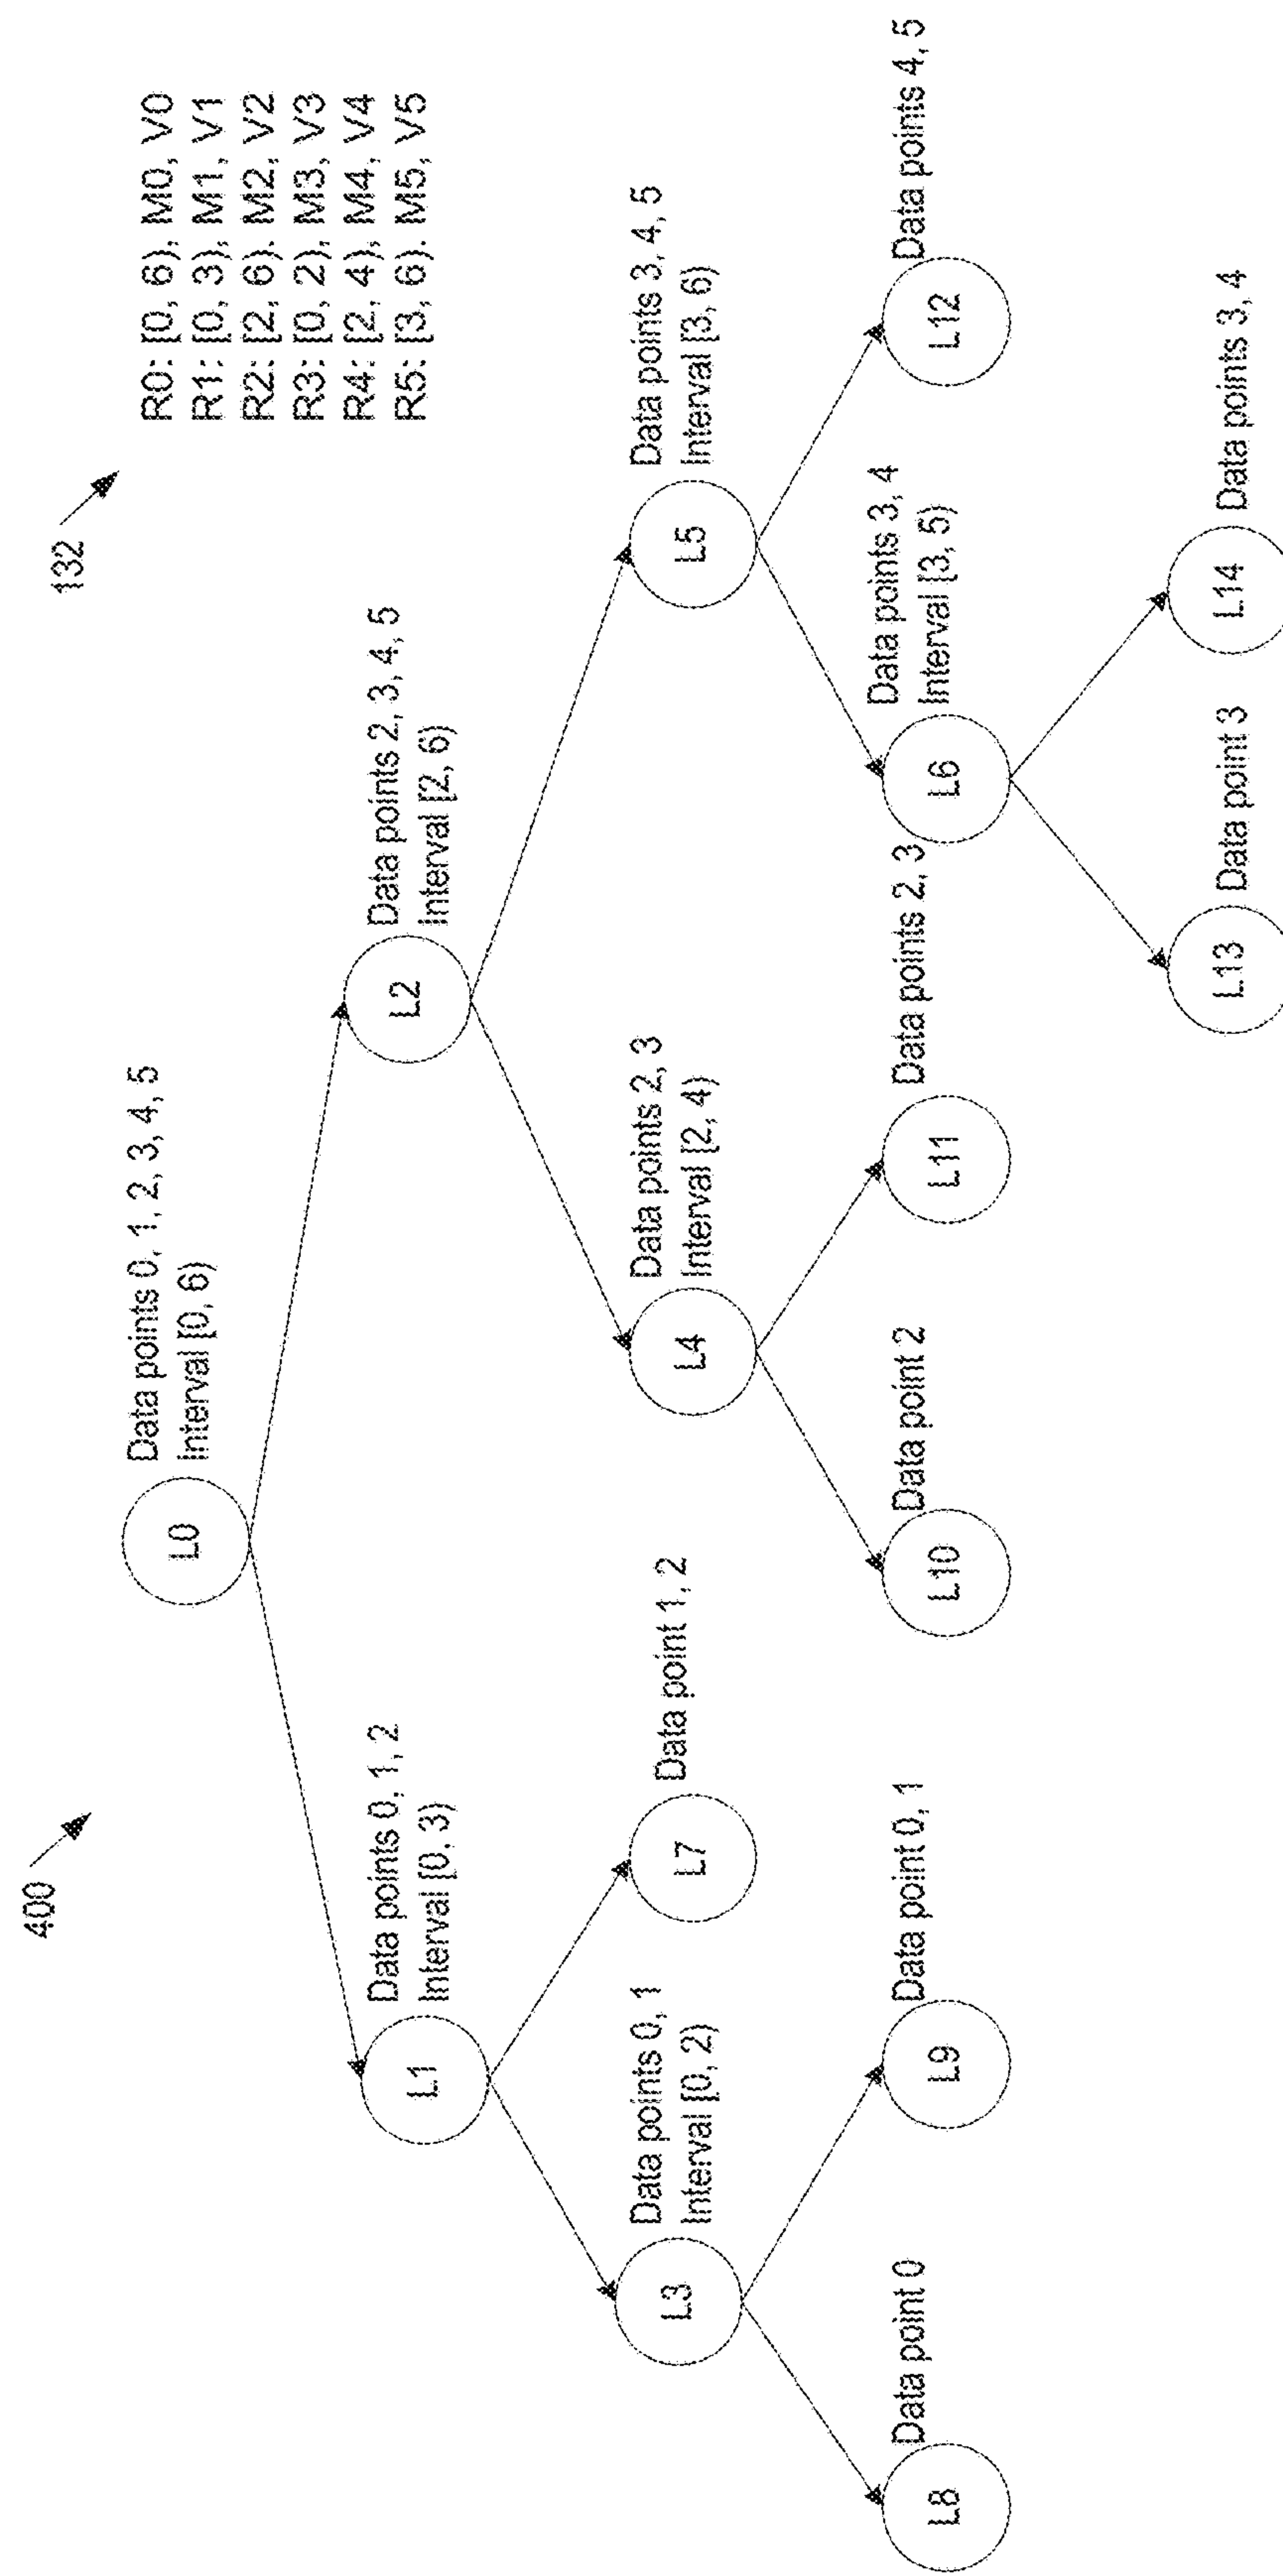 400
132
R0: [0, 6), M0, V0
R1: [0, 3), M1, V1
R2: [2, 6), M2, V2
R3: [0, 2), M3, V3
R4: [2, 4), M4, V4
R5: [3, 6), M5, V5
L0
Data points 0, 1, 2, 3, 4, 5
Interval [0, 6)
L1
Data points 0, 1, 2
Interval [0, 3)
L2
Data points 2, 3, 4, 5
Interval [2, 6)
L3
Data points 0, 1
Interval [0, 2)
L7
Data point 1, 2
L4
Data points 2, 3
Interval [2, 4)
L5
Data points 3, 4, 5
Interval [3, 6)
L8
Data point 0
L9
Data point 0, 1
L10
Data point 2
L11
Data points 2, 3
L6
Data points 3, 4
Interval [3, 5)
L12
Data points 4, 5
L13
Data point 3
L14
Data points 3, 4